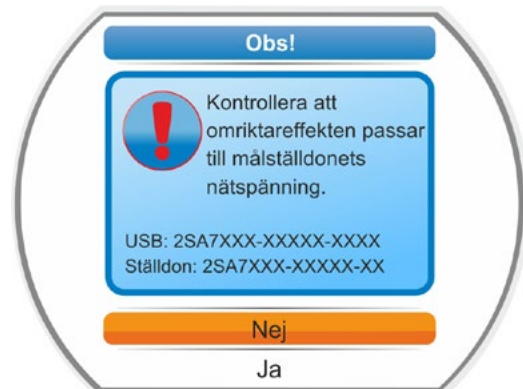 Obs!
Kontrollera att
omriktareffekten passar
till målställdonets
nätspänning.
USB: 2SA7XXX-XXXXX-XXXX
Ställdon: 2SA7XXX-XXXXX-XX
Nej
Ja